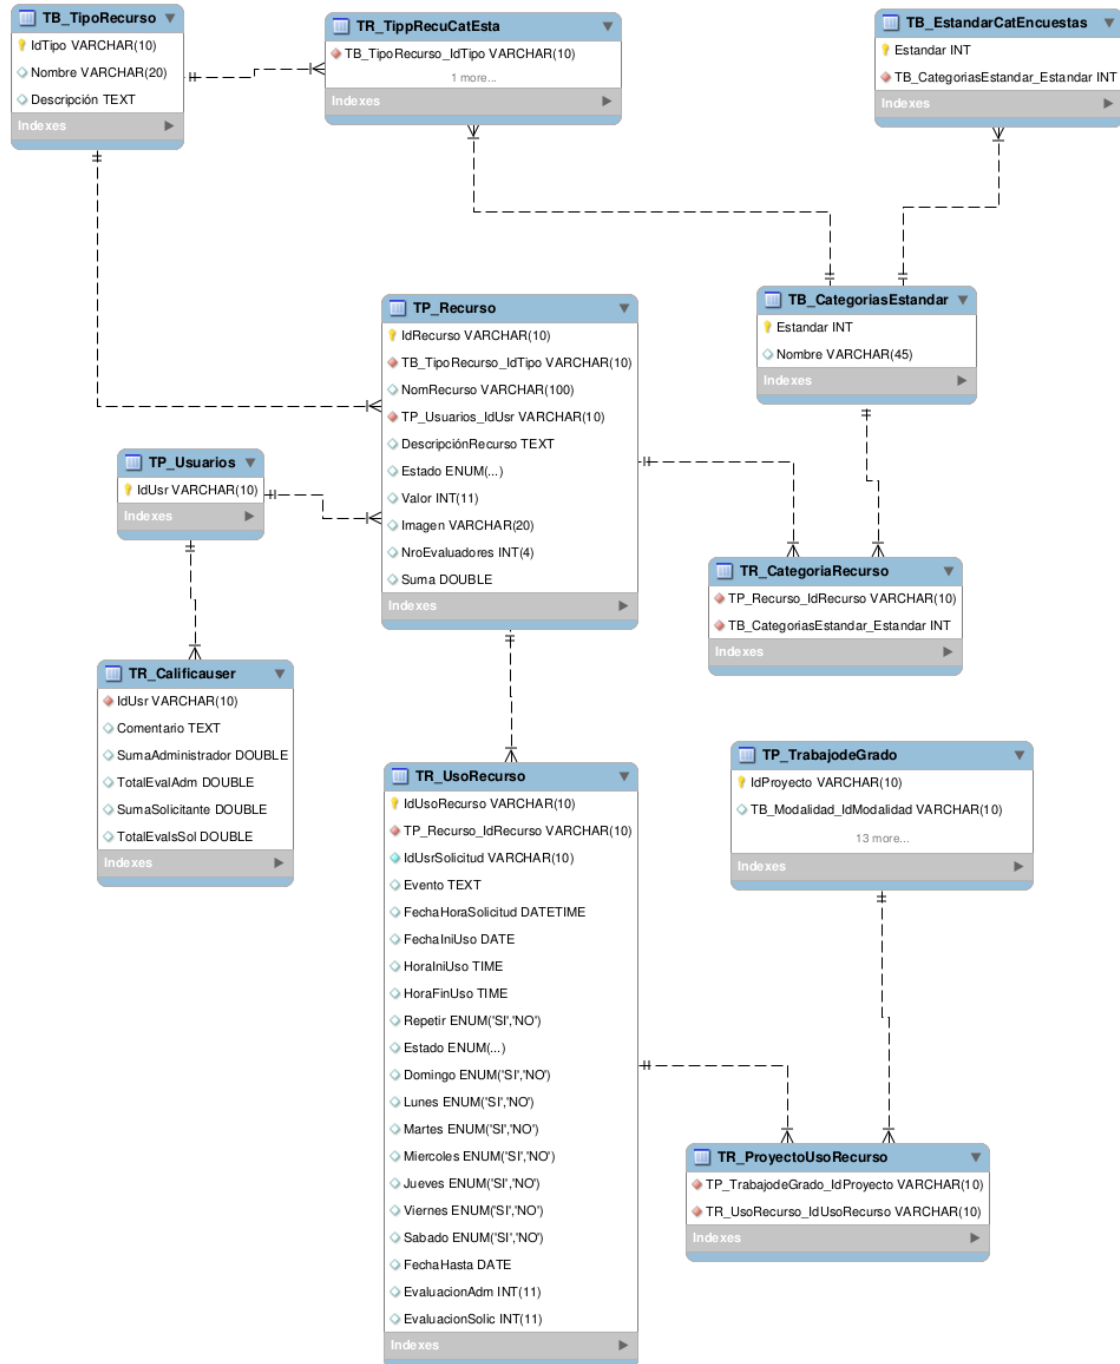 TB_TipoRecurso
IdTipo VARCHAR(10)
Nombre VARCHAR(20)
Descripción TEXT
Indexes
TR_TippRecuCatEsta
TB_TipoRecurso_IdTipo VARCHAR(10)
1 more...
Indexes
TB_EstandarCatEncuestas
Estandar INT
TB_CategoriasEstandar_Estandar INT
Indexes
TP_Recurso
IdRecurso VARCHAR(10)
TB_TipoRecurso_IdTipo VARCHAR(10)
NomRecurso VARCHAR(100)
TP_Usuarios_IdUsr VARCHAR(10)
DescripciónRecurso TEXT
Estado ENUM(...)
Valor INT(11)
Imagen VARCHAR(20)
NroEvaluadores INT(4)
Suma DOUBLE
Indexes
TB_CategoriasEstandar
Estandar INT
Nombre VARCHAR(45)
Indexes
TP_Usuarios
IdUsr VARCHAR(10)
Indexes
TR_CategoriaRecurso
TP_Recurso_IdRecurso VARCHAR(10)
TB_CategoriasEstandar_Estandar INT
Indexes
TR_Calificauser
IdUsr VARCHAR(10)
Comentario TEXT
SumaAdministrador DOUBLE
TotalEvalAdm DOUBLE
SumaSolicitante DOUBLE
TotalEvalsSol DOUBLE
Indexes
TR_UsoRecurso
IdUsoRecurso VARCHAR(10)
TP_Recurso_IdRecurso VARCHAR(10)
IdUsrSolicitud VARCHAR(10)
Evento TEXT
FechaHoraSolicitud DATETIME
FechaIniUso DATE
HoraIniUso TIME
HoraFinUso TIME
Repetir ENUM('SI','NO')
Estado ENUM(...)
Domingo ENUM('SI','NO')
Lunes ENUM('SI','NO')
Martes ENUM('SI','NO')
Miercoles ENUM('SI','NO')
Jueves ENUM('SI','NO')
Viernes ENUM('SI','NO')
Sabado ENUM('SI','NO')
FechaHasta DATE
EvaluacionAdm INT(11)
EvaluacionSolic INT(11)
Indexes
TP_TrabajodeGrado
IdProyecto VARCHAR(10)
TB_Modalidad_IdModalidad VARCHAR(10)
13 more...
Indexes
TR_ProyectoUsoRecurso
TP_TrabajodeGrado_IdProyecto VARCHAR(10)
TR_UsoRecurso_IdUsoRecurso VARCHAR(10)
Indexes